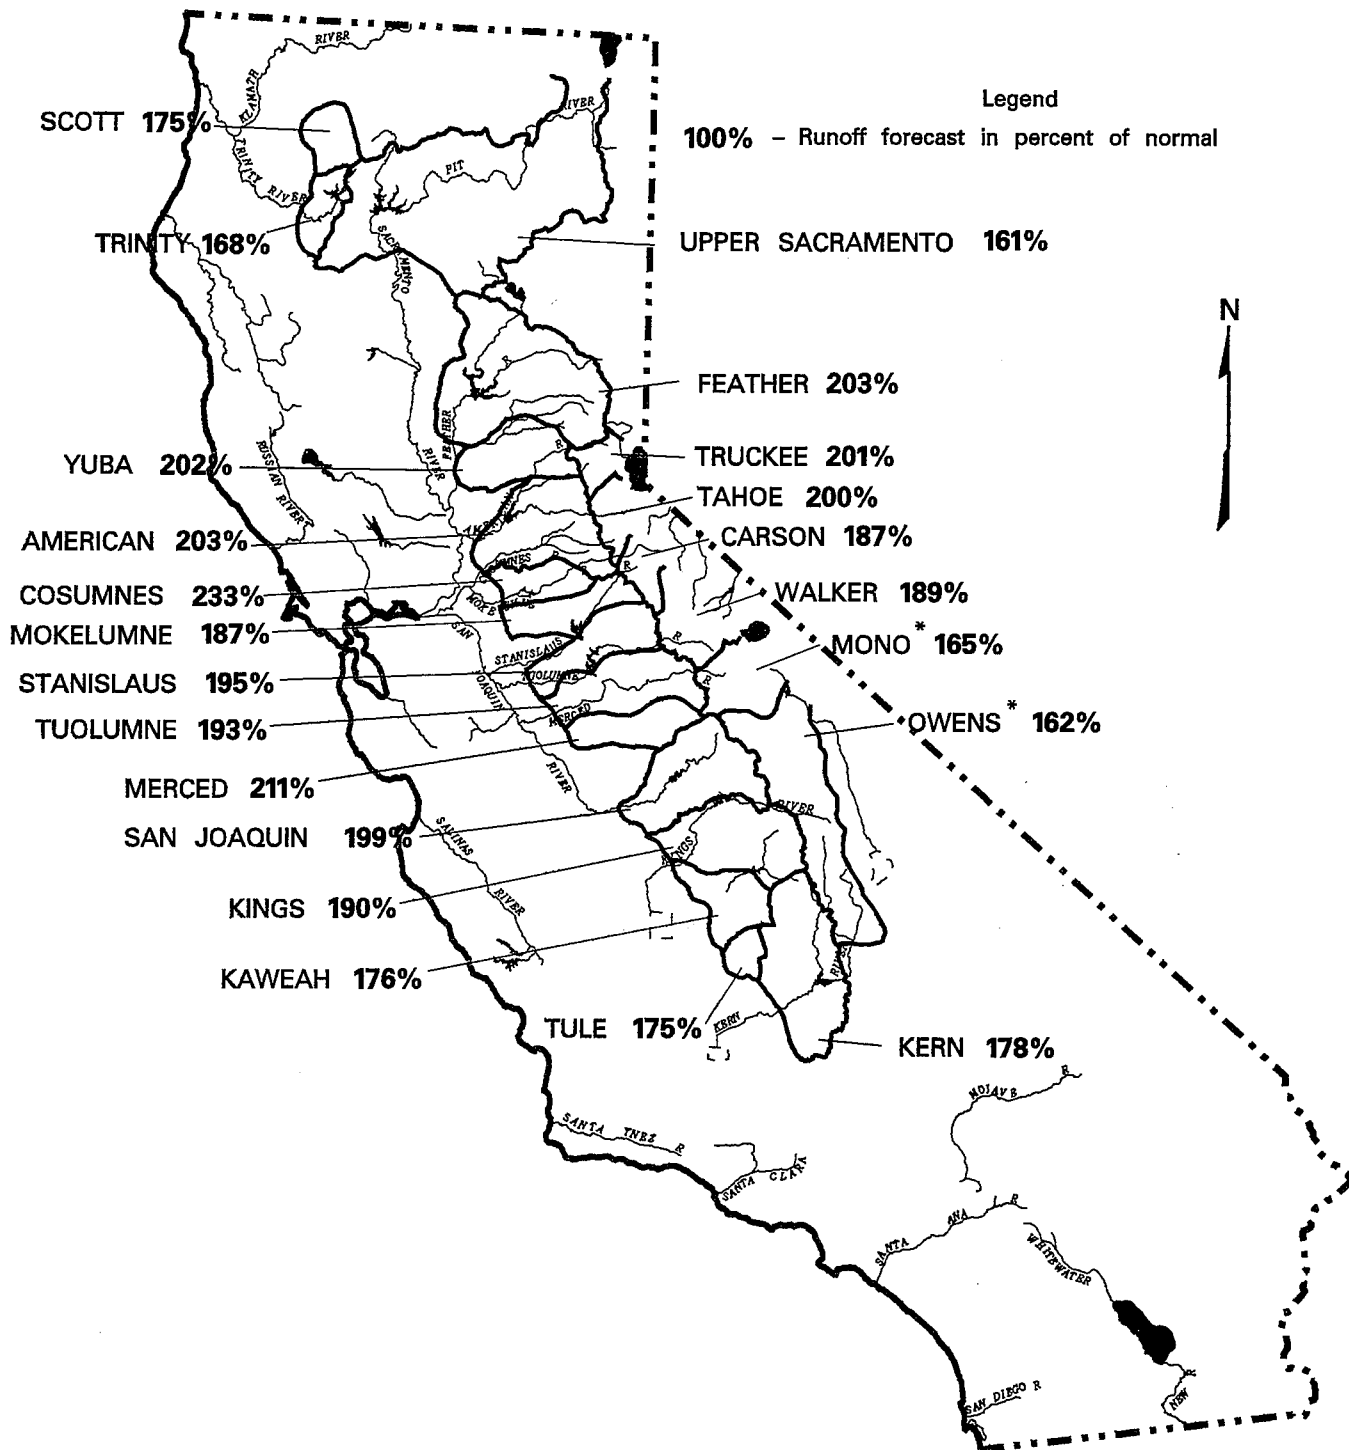 RIVER
KLAMATH
RIVER
Legend
SCOTT 175%
100% – Runoff forecast in percent of normal
TRINITY RIVER
PIT
TRINITY 168%
SACRAMENTO
UPPER SACRAMENTO 161%
N
R
FEATHER 203%
FEATHER
RIVER
R
RUSSIAN RIVER
YUBA 202%
TRUCKEE 201%
TAHOE 200%
AMERICAN
AMERICAN 203%
CARSON 187%
R
R
COSUMNES 233%
WALKER 189%
MOKELUMNE 187%
SAN JOAQUIN
R
MONO* 165%
STANISLAUS
STANISLAUS 195%
TUOLUMNE
R
TUOLUMNE 193%
MERCED
OWENS* 162%
MERCED 211%
RIVER
RIVER
SAN JOAQUIN 199%
SALINAS
RIVER
KINGS
KINGS 190%
KAWEAH 176%
RIVER
TULE 175%
KERN
KERN 178%
MOJAVE R
SANTA YNEZ R
SANTA CLARA
SANTA ANA R
WHITEWATER
SAN DIEGO R
NEW R